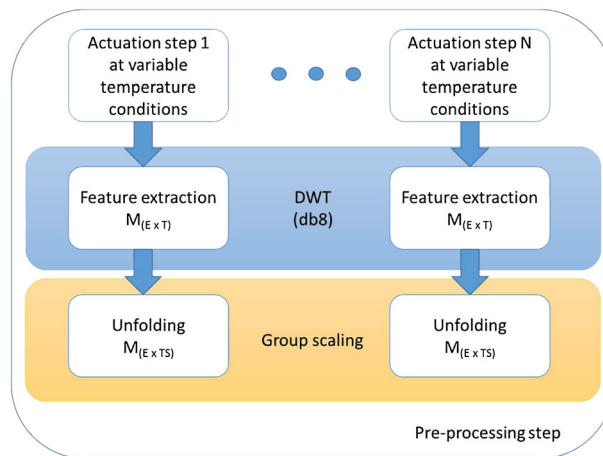 Actuation step 1
at variable
temperature
conditions
Actuation step N
at variable
temperature
conditions
Feature extraction
M(E x T)
DWT
(db8)
Feature extraction
M(E x T)
Unfolding
M(E x TS)
Group scaling
Unfolding
M(E x TS)
Pre-processing step